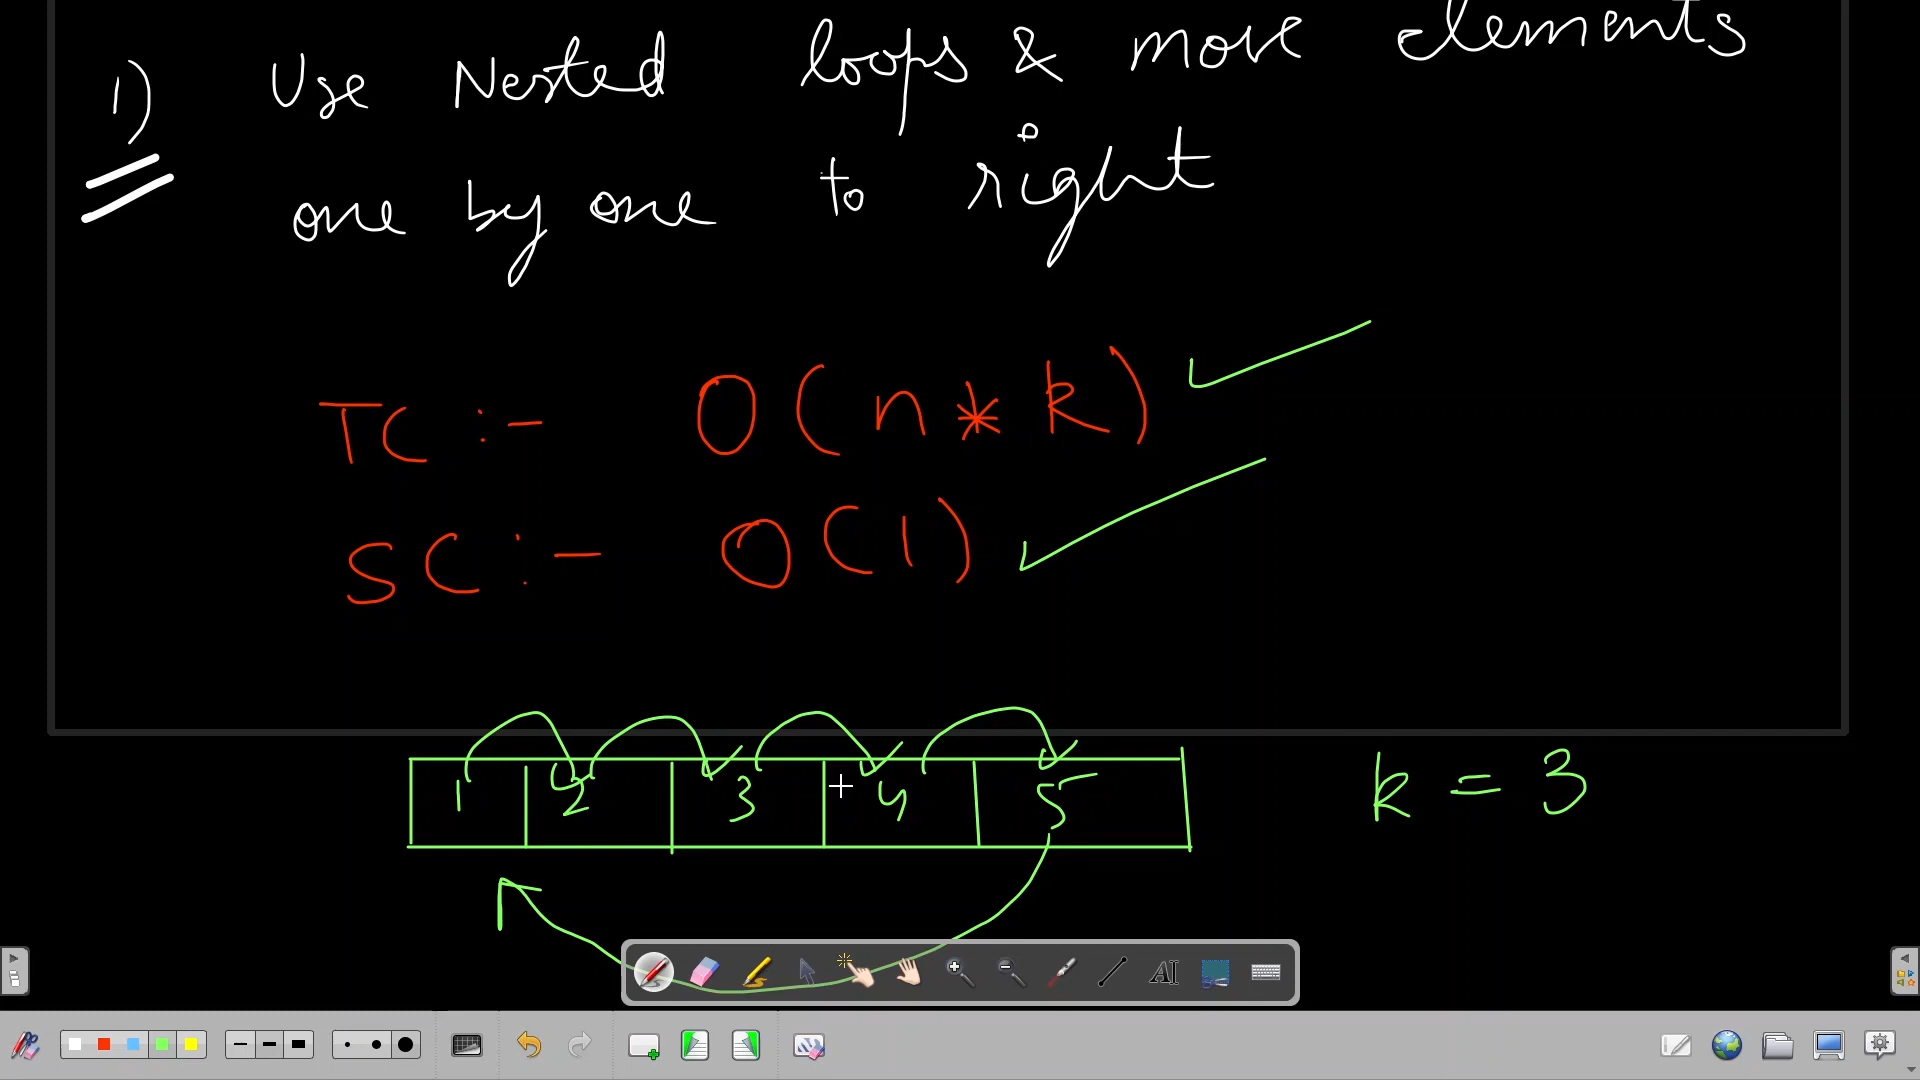 1) Use Nested loops & move elements
one by one to right
TC :- O(n * k)
SC :- O(1)
1 2 3 4 5 k = 3
AI